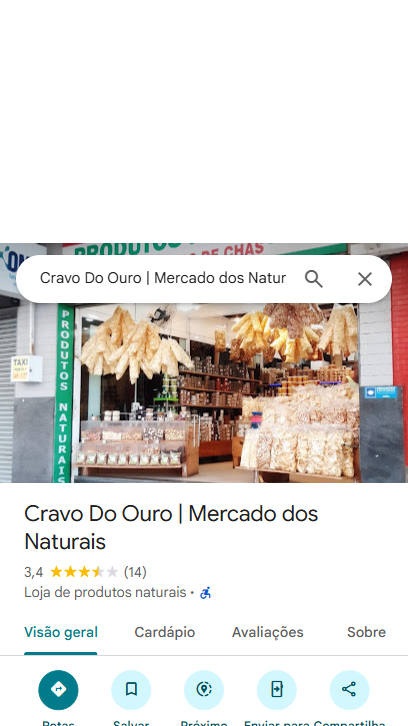 PRODUTOS
DE CHÁS
Cravo Do Ouro | Mercado dos Natur
TAXI
PRODUTOS NATURAIS
Cravo Do Ouro | Mercado dos
Naturais
3,4 (14)
Loja de produtos naturais ·
Visão geral Cardápio Avaliações Sobre
Rotas Salvar Próximo Enviar para Compartilha